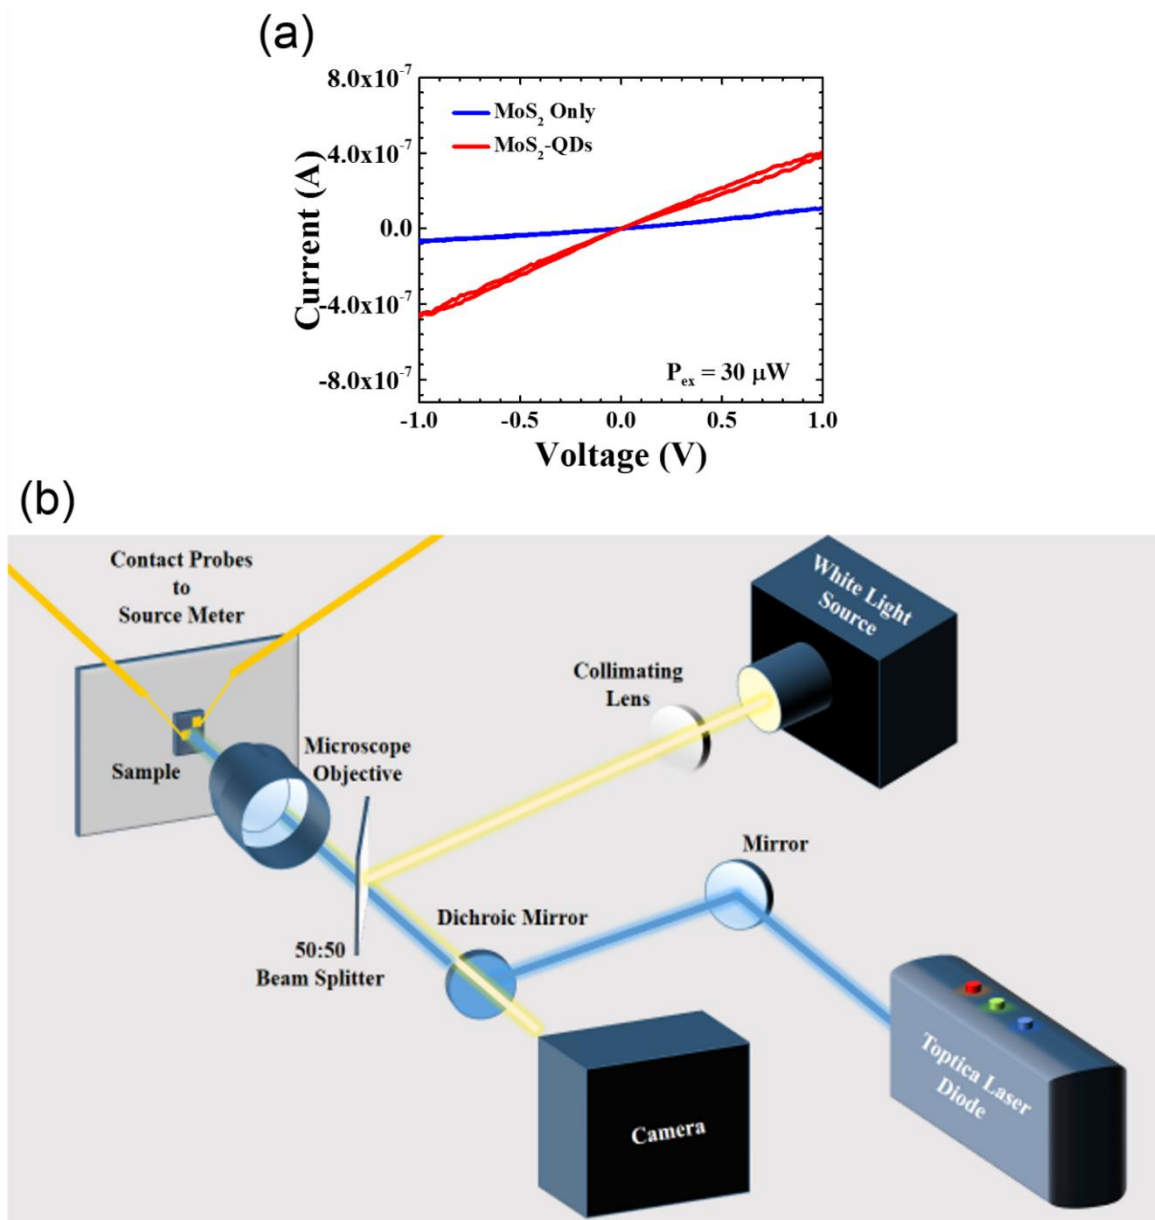 (a)
8.0x10⁻⁷
4.0x10⁻⁷
0.0
-4.0x10⁻⁷
-8.0x10⁻⁷
Current (A)
MoS₂ Only
MoS₂-QDs
Pₑₓ = 30 μW
-1.0 -0.5 0.0 0.5 1.0
Voltage (V)
(b)
Contact Probes
to
Source Meter
White Light
Source
Collimating
Lens
Microscope
Objective
Sample
Mirror
Dichroic Mirror
50:50
Beam Splitter
Toptica Laser
Diode
Camera